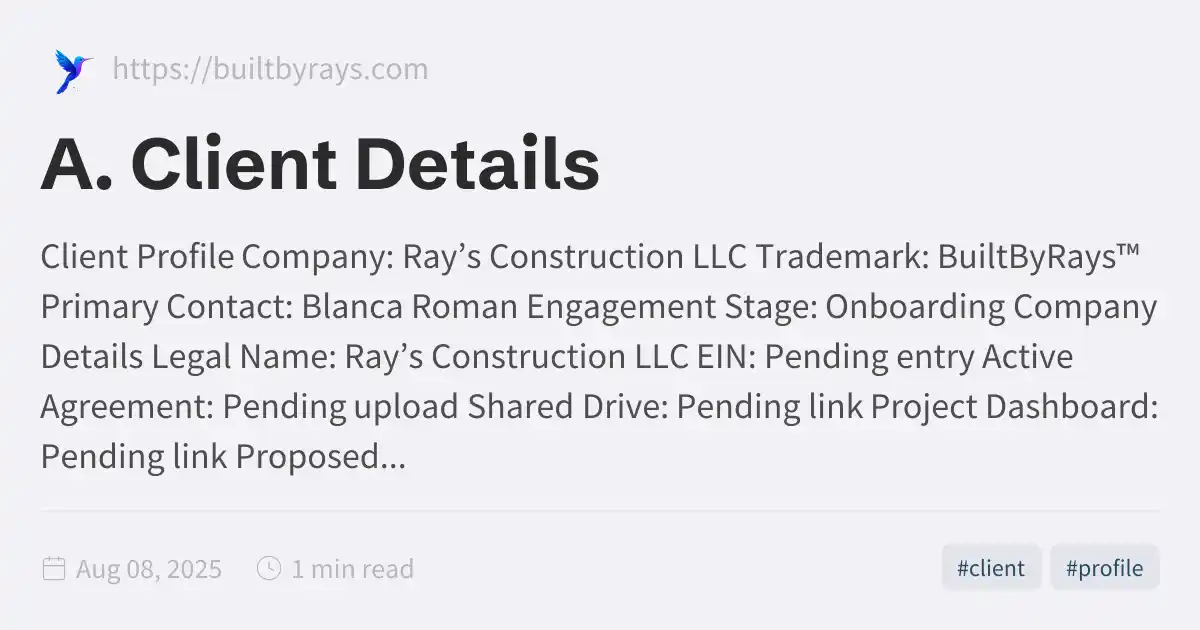 https://builtbyrays.com
A. Client Details
Client Profile Company: Ray’s Construction LLC Trademark: BuiltByRays™
Primary Contact: Blanca Roman Engagement Stage: Onboarding Company
Details Legal Name: Ray’s Construction LLC EIN: Pending entry Active
Agreement: Pending upload Shared Drive: Pending link Project Dashboard:
Pending link Proposed...
Aug 08, 2025 1 min read #client #profile